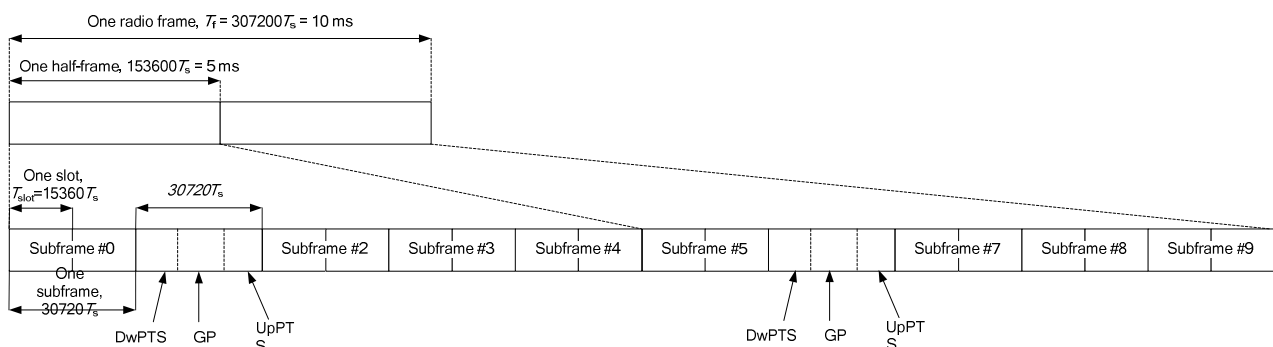 One radio frame, Tf = 307200Ts = 10 ms
One half-frame, 153600Ts = 5 ms
One slot,
Tslot=15360Ts
30720Ts
Subframe #0
Subframe #2
Subframe #3
Subframe #4
Subframe #5
Subframe #7
Subframe #8
Subframe #9
One
subframe,
30720Ts
DwPTS
GP
UpPT
S
DwPTS
GP
UpPT
S